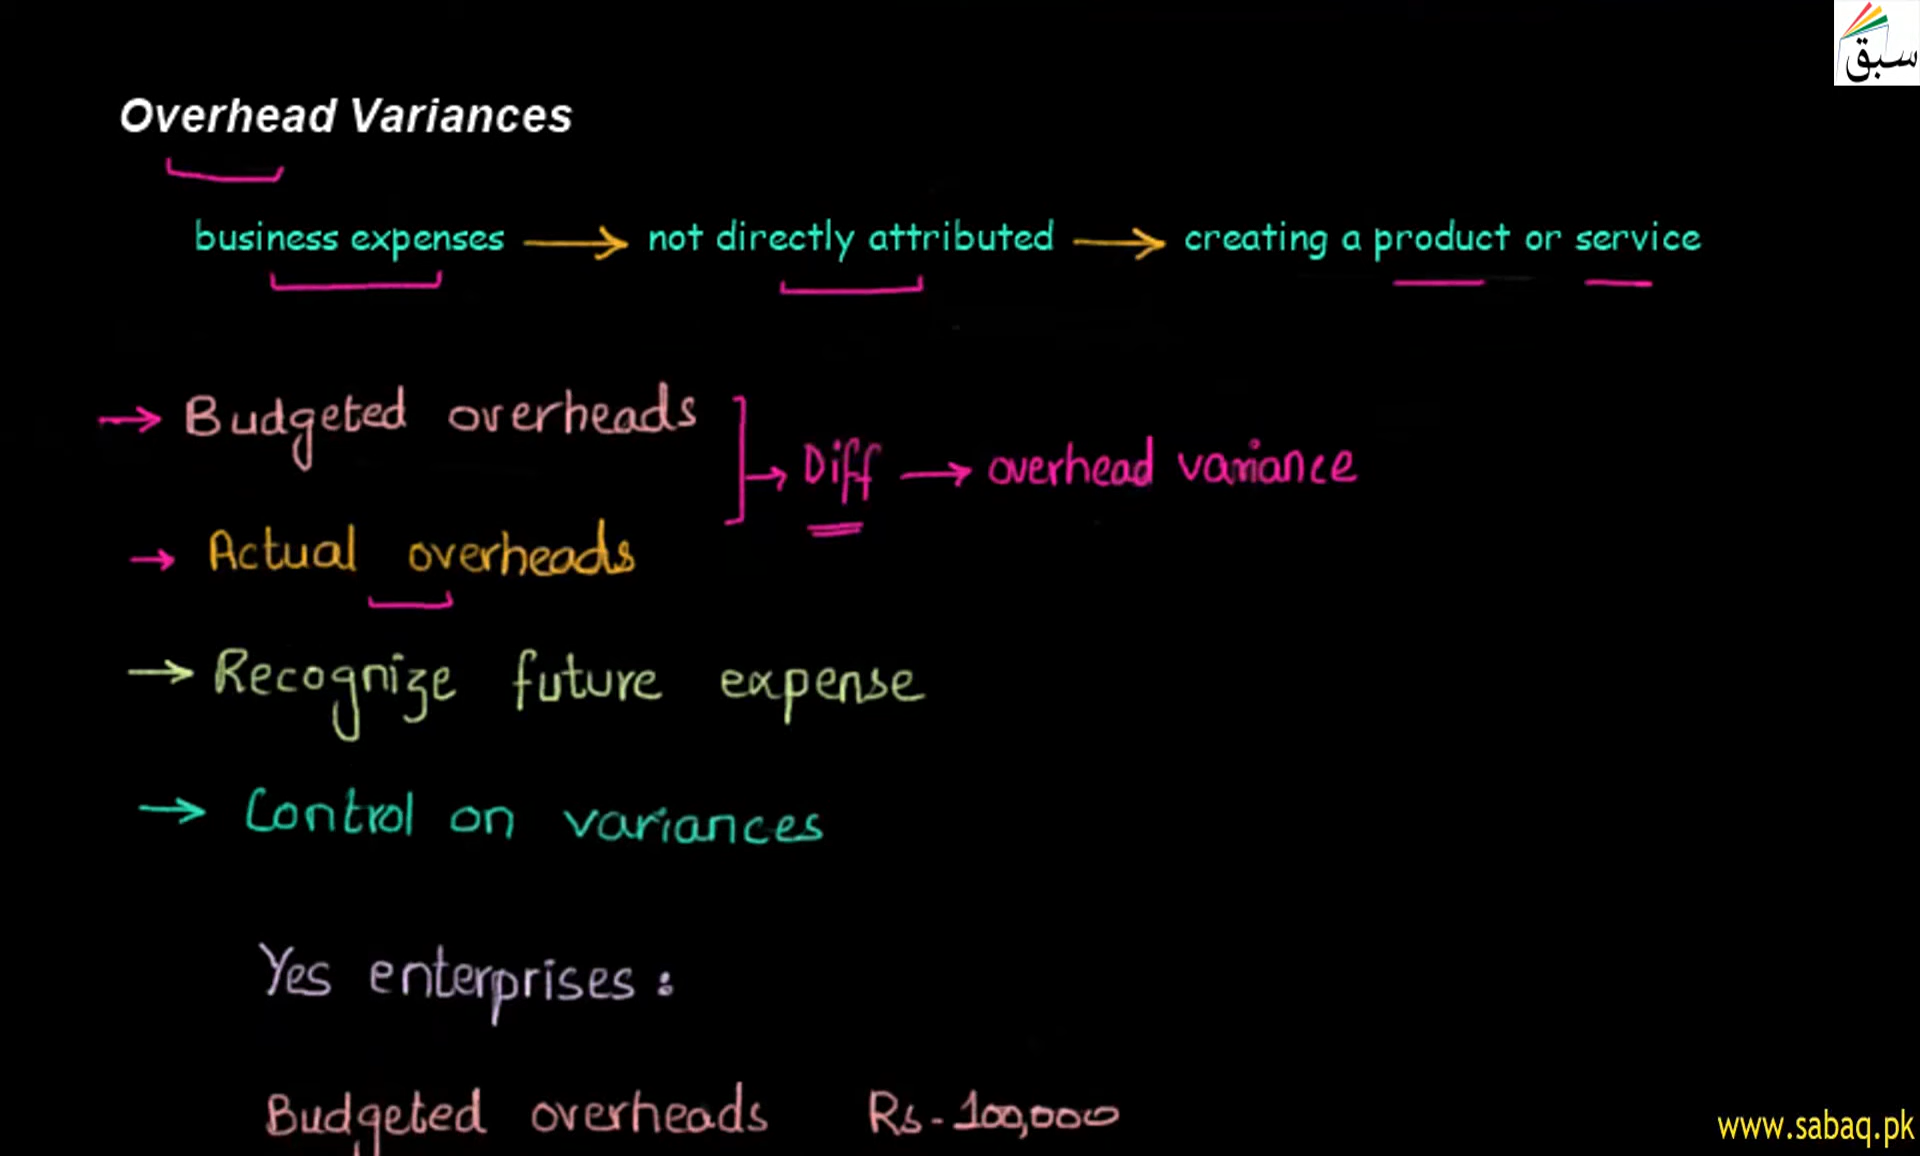 سبق
Overhead Variances
business expenses → not directly attributed → creating a product or service
→ Budgeted overheads
→ Diff → overhead variance
→ Actual overheads
→ Recognize future expense
→ Control on variances
Yes enterprises :
Budgeted overheads Rs - 100,000
www.sabaq.pk